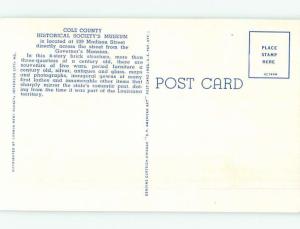 COLE COUNTY
HISTORICAL SOCIETY'S MUSEUM
is located at 109 Madison Street
directly across the street from the
Governor's Mansion.
In this 4-story brick structure, more than
three-quarters of a century old, there are
souvenirs of five wars, period furniture a
century old, silver, antiques and glass, maps
and photographs, inaugural gowns of many
first ladies and innumerable other items that
sharply mirror the state's romantic past, dat-
ing from the time it was part of the Louisiana
territory.
POST CARD
PLACE
STAMP
HERE